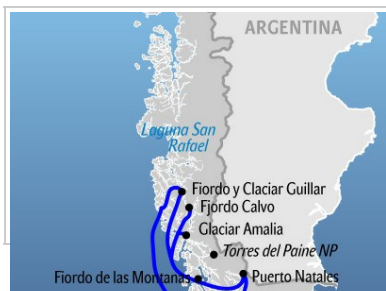 ARGENTINA
Laguna San
Rafael
Fiordo y Claciar Guillar
Fjordo Calvo
Glaciar Amalia
Torres del Paine NP
Fiordo de las Montanas
Puerto Natales